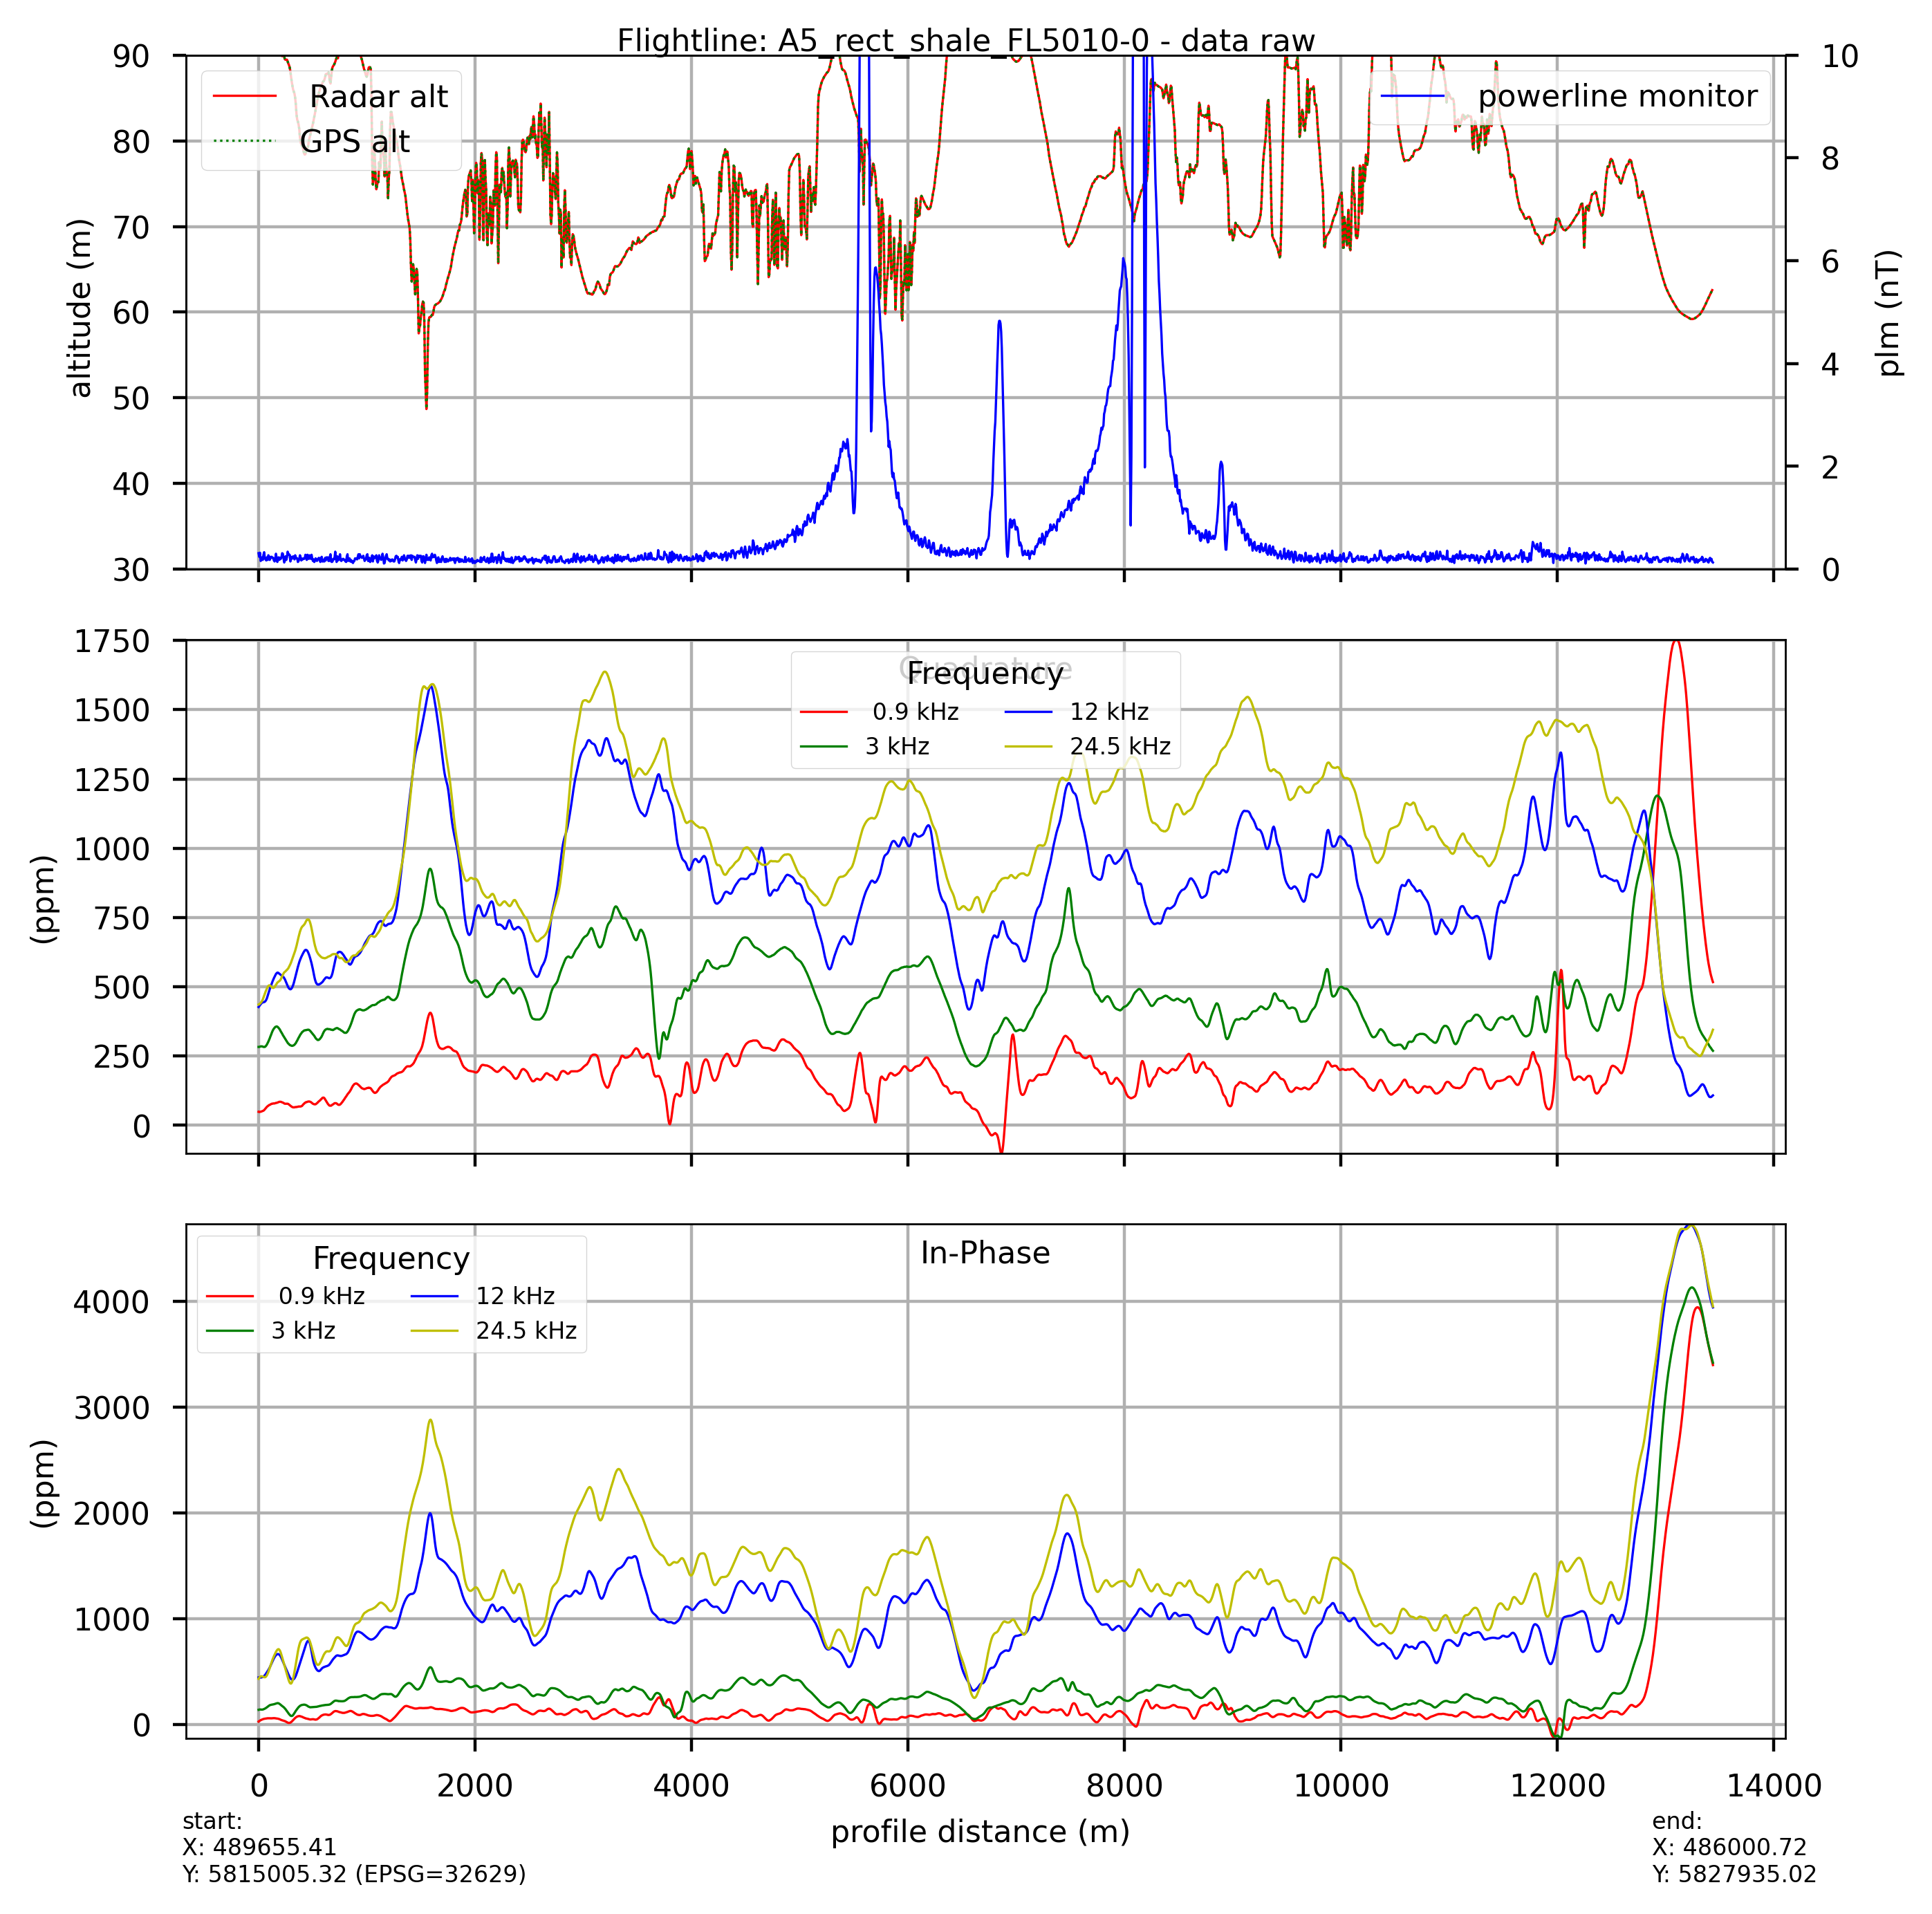 Flightline: A5_rect_shale_FL5010-0 - data raw
90
80
70
60
50
40
30
altitude (m)
Radar alt
GPS alt
powerline monitor
10
8
6
4
2
0
plm (nT)
1750
1500
1250
1000
750
500
250
0
(ppm)
Quadrature
Frequency
0.9 kHz
12 kHz
3 kHz
24.5 kHz
In-Phase
Frequency
0.9 kHz
12 kHz
3 kHz
24.5 kHz
4000
3000
2000
1000
0
(ppm)
0 2000 4000 6000 8000 10000 12000 14000
profile distance (m)
start:
X: 489655.41
Y: 5815005.32 (EPSG=32629)
end:
X: 486000.72
Y: 5827935.02